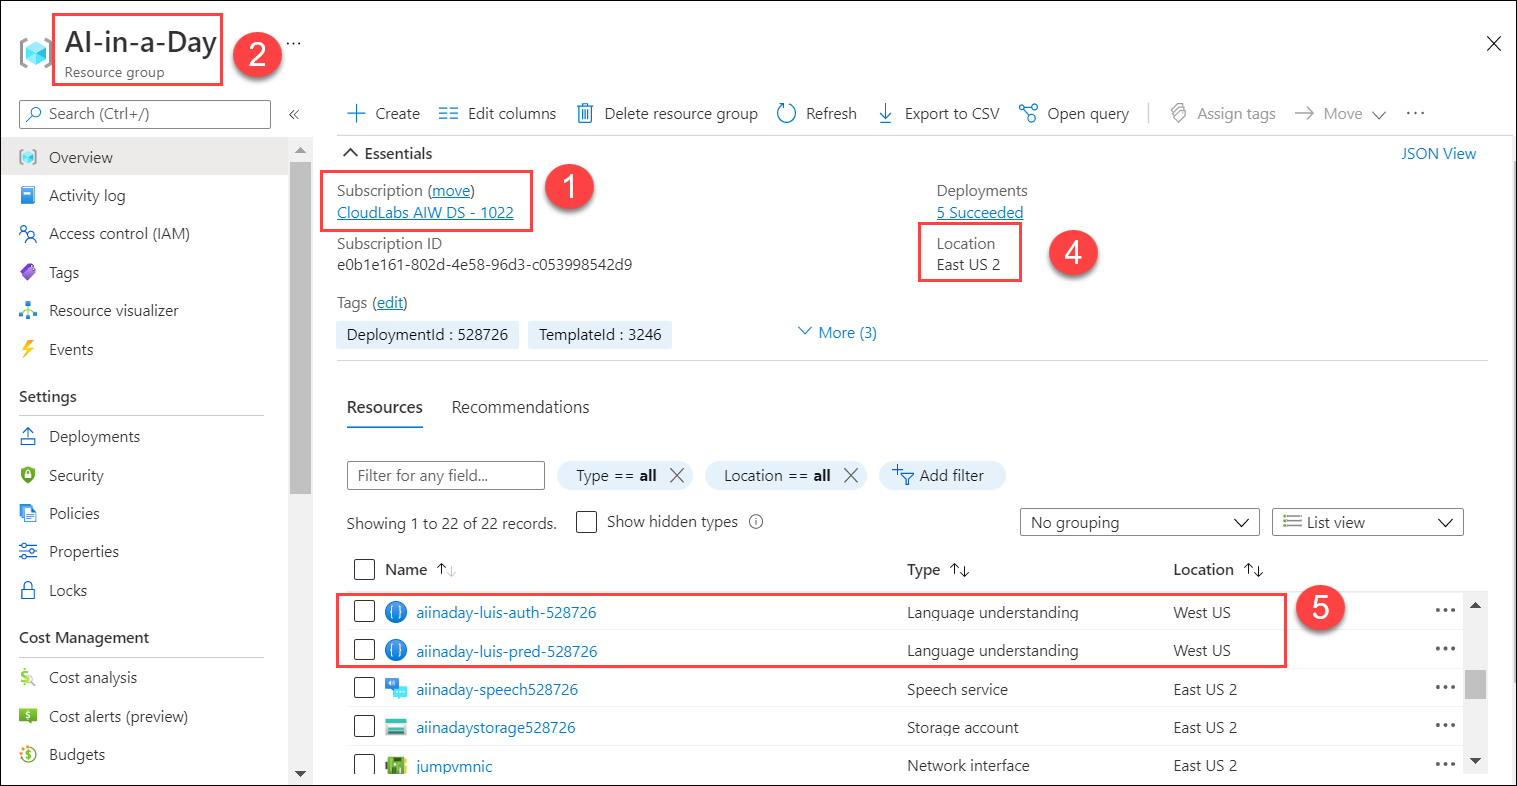 AI-in-a-Day
Resource group
2
...
Search (Ctrl+/)
«
Create
Edit columns
Delete resource group
Refresh
Export to CSV
Open query
Assign tags
Move
...
Overview
Activity log
Access control (IAM)
Tags
Resource visualizer
Events
Settings
Deployments
Security
Policies
Properties
Locks
Cost Management
Cost analysis
Cost alerts (preview)
Budgets
Essentials
JSON View
Subscription (move)
CloudLabs AIW DS - 1022
1
Subscription ID
e0b1e161-802d-4e58-96d3-c053998542d9
Deployments
5 Succeeded
Location
East US 2
4
Tags (edit)
DeploymentId : 528726
TemplateId : 3246
More (3)
Resources
Recommendations
Filter for any field...
Type == all
Location == all
Add filter
Showing 1 to 22 of 22 records.
Show hidden types
No grouping
List view
Name
Type
Location
aiinaday-luis-auth-528726
Language understanding
West US
...
5
aiinaday-luis-pred-528726
Language understanding
West US
...
aiinaday-speech528726
Speech service
East US 2
...
aiinadaystorage528726
Storage account
East US 2
...
jumpvmnic
Network interface
East US 2
...